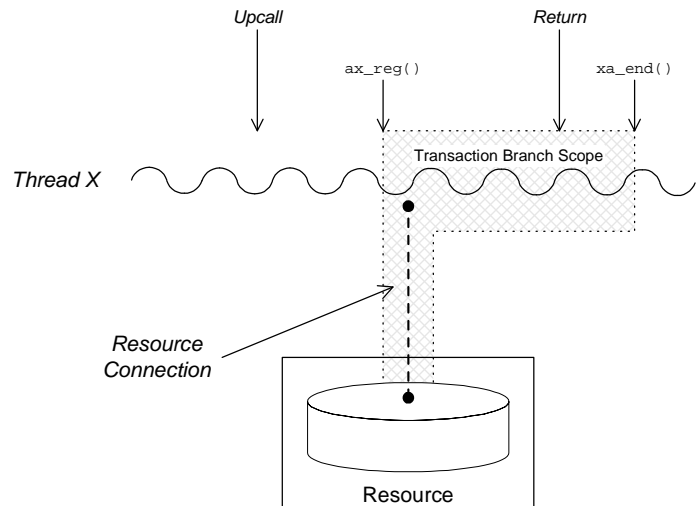 Upcall
Return
ax_reg()
xa_end()
Transaction Branch Scope
Thread X
Resource
Connection
Resource